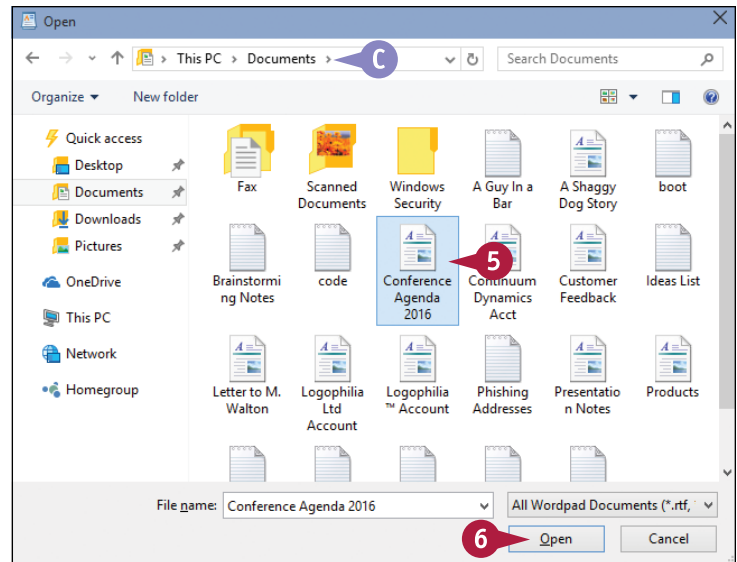 Open
This PC > Documents >
C
Search Documents
Organize
New folder
Quick access
Desktop
Documents
Downloads
Pictures
OneDrive
This PC
Network
Homegroup
Fax
Scanned
Documents
Windows
Security
A Guy In a
Bar
A Shaggy
Dog Story
boot
Brainstormi
ng Notes
code
Conference
Agenda
2016
5
Continuum
Dynamics
Acct
Customer
Feedback
Ideas List
Letter to M.
Walton
Logophilia
Ltd
Account
Logophilia
™ Account
Phishing
Addresses
Presentatio
n Notes
Products
File name:
Conference Agenda 2016
All Wordpad Documents (*.rtf,
6
Open
Cancel